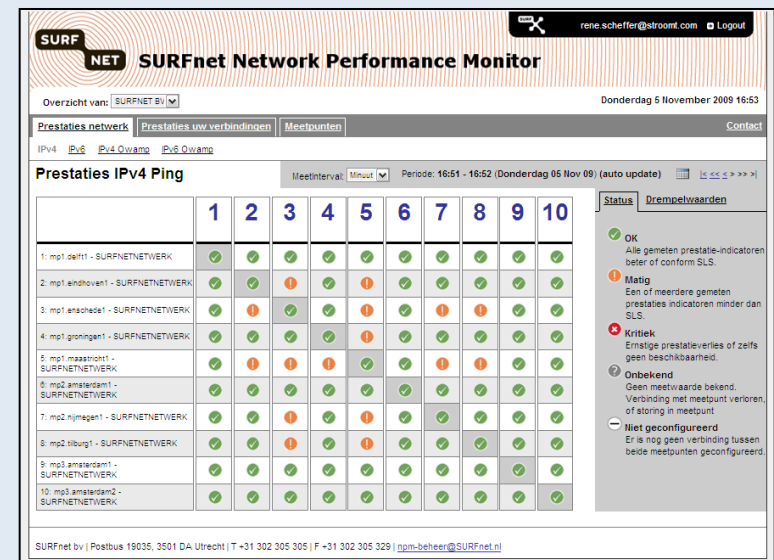 SURF
NET
SURFnet Network Performance Monitor
SURF
rene.scheffer@stroomt.com Logout
Overzicht van: SURFNET BV
Donderdag 5 November 2009 16:53
Prestaties netwerk Prestaties uw verbindingen Meetpunten Contact
IPv4 IPv6 IPv4 Owamp IPv6 Owamp
Prestaties IPv4 Ping
Meetinterval: Minuut Periode: 16:51 - 16:52 (Donderdag 05 Nov 09) (auto update) |< << < > >> >|
1 2 3 4 5 6 7 8 9 10
1: mp1.delft1 - SURFNETNETWERK
2: mp1.eindhoven1 - SURFNETNETWERK
3: mp1.enschede1 - SURFNETNETWERK
4: mp1.groningen1 - SURFNETNETWERK
5: mp1.maastricht1 -
SURFNETNETWERK
6: mp2.amsterdam1 -
SURFNETNETWERK
7: mp2.nijmegen1 - SURFNETNETWERK
8: mp2.tilburg1 - SURFNETNETWERK
9: mp3.amsterdam1 -
SURFNETNETWERK
10: mp3.amsterdam2 -
SURFNETNETWERK
Status Drempelwaarden
OK
Alle gemeten prestatie-indicatoren
beter of conform SLS.
Matig
Een of meerdere gemeten
prestaties indicatoren minder dan
SLS.
Kritiek
Ernstige prestatieverlies of zelfs
geen beschikbaarheid.
Onbekend
Geen meetwaarde bekend.
Verbinding met meetpunt verloren,
of storing in meetpunt
Niet geconfigureerd
Er is nog geen verbinding tussen
beide meetpunten geconfigureerd.
SURFnet bv | Postbus 19035, 3501 DA Utrecht | T +31 302 305 305 | F +31 302 305 329 | npm-beheer@SURFnet.nl